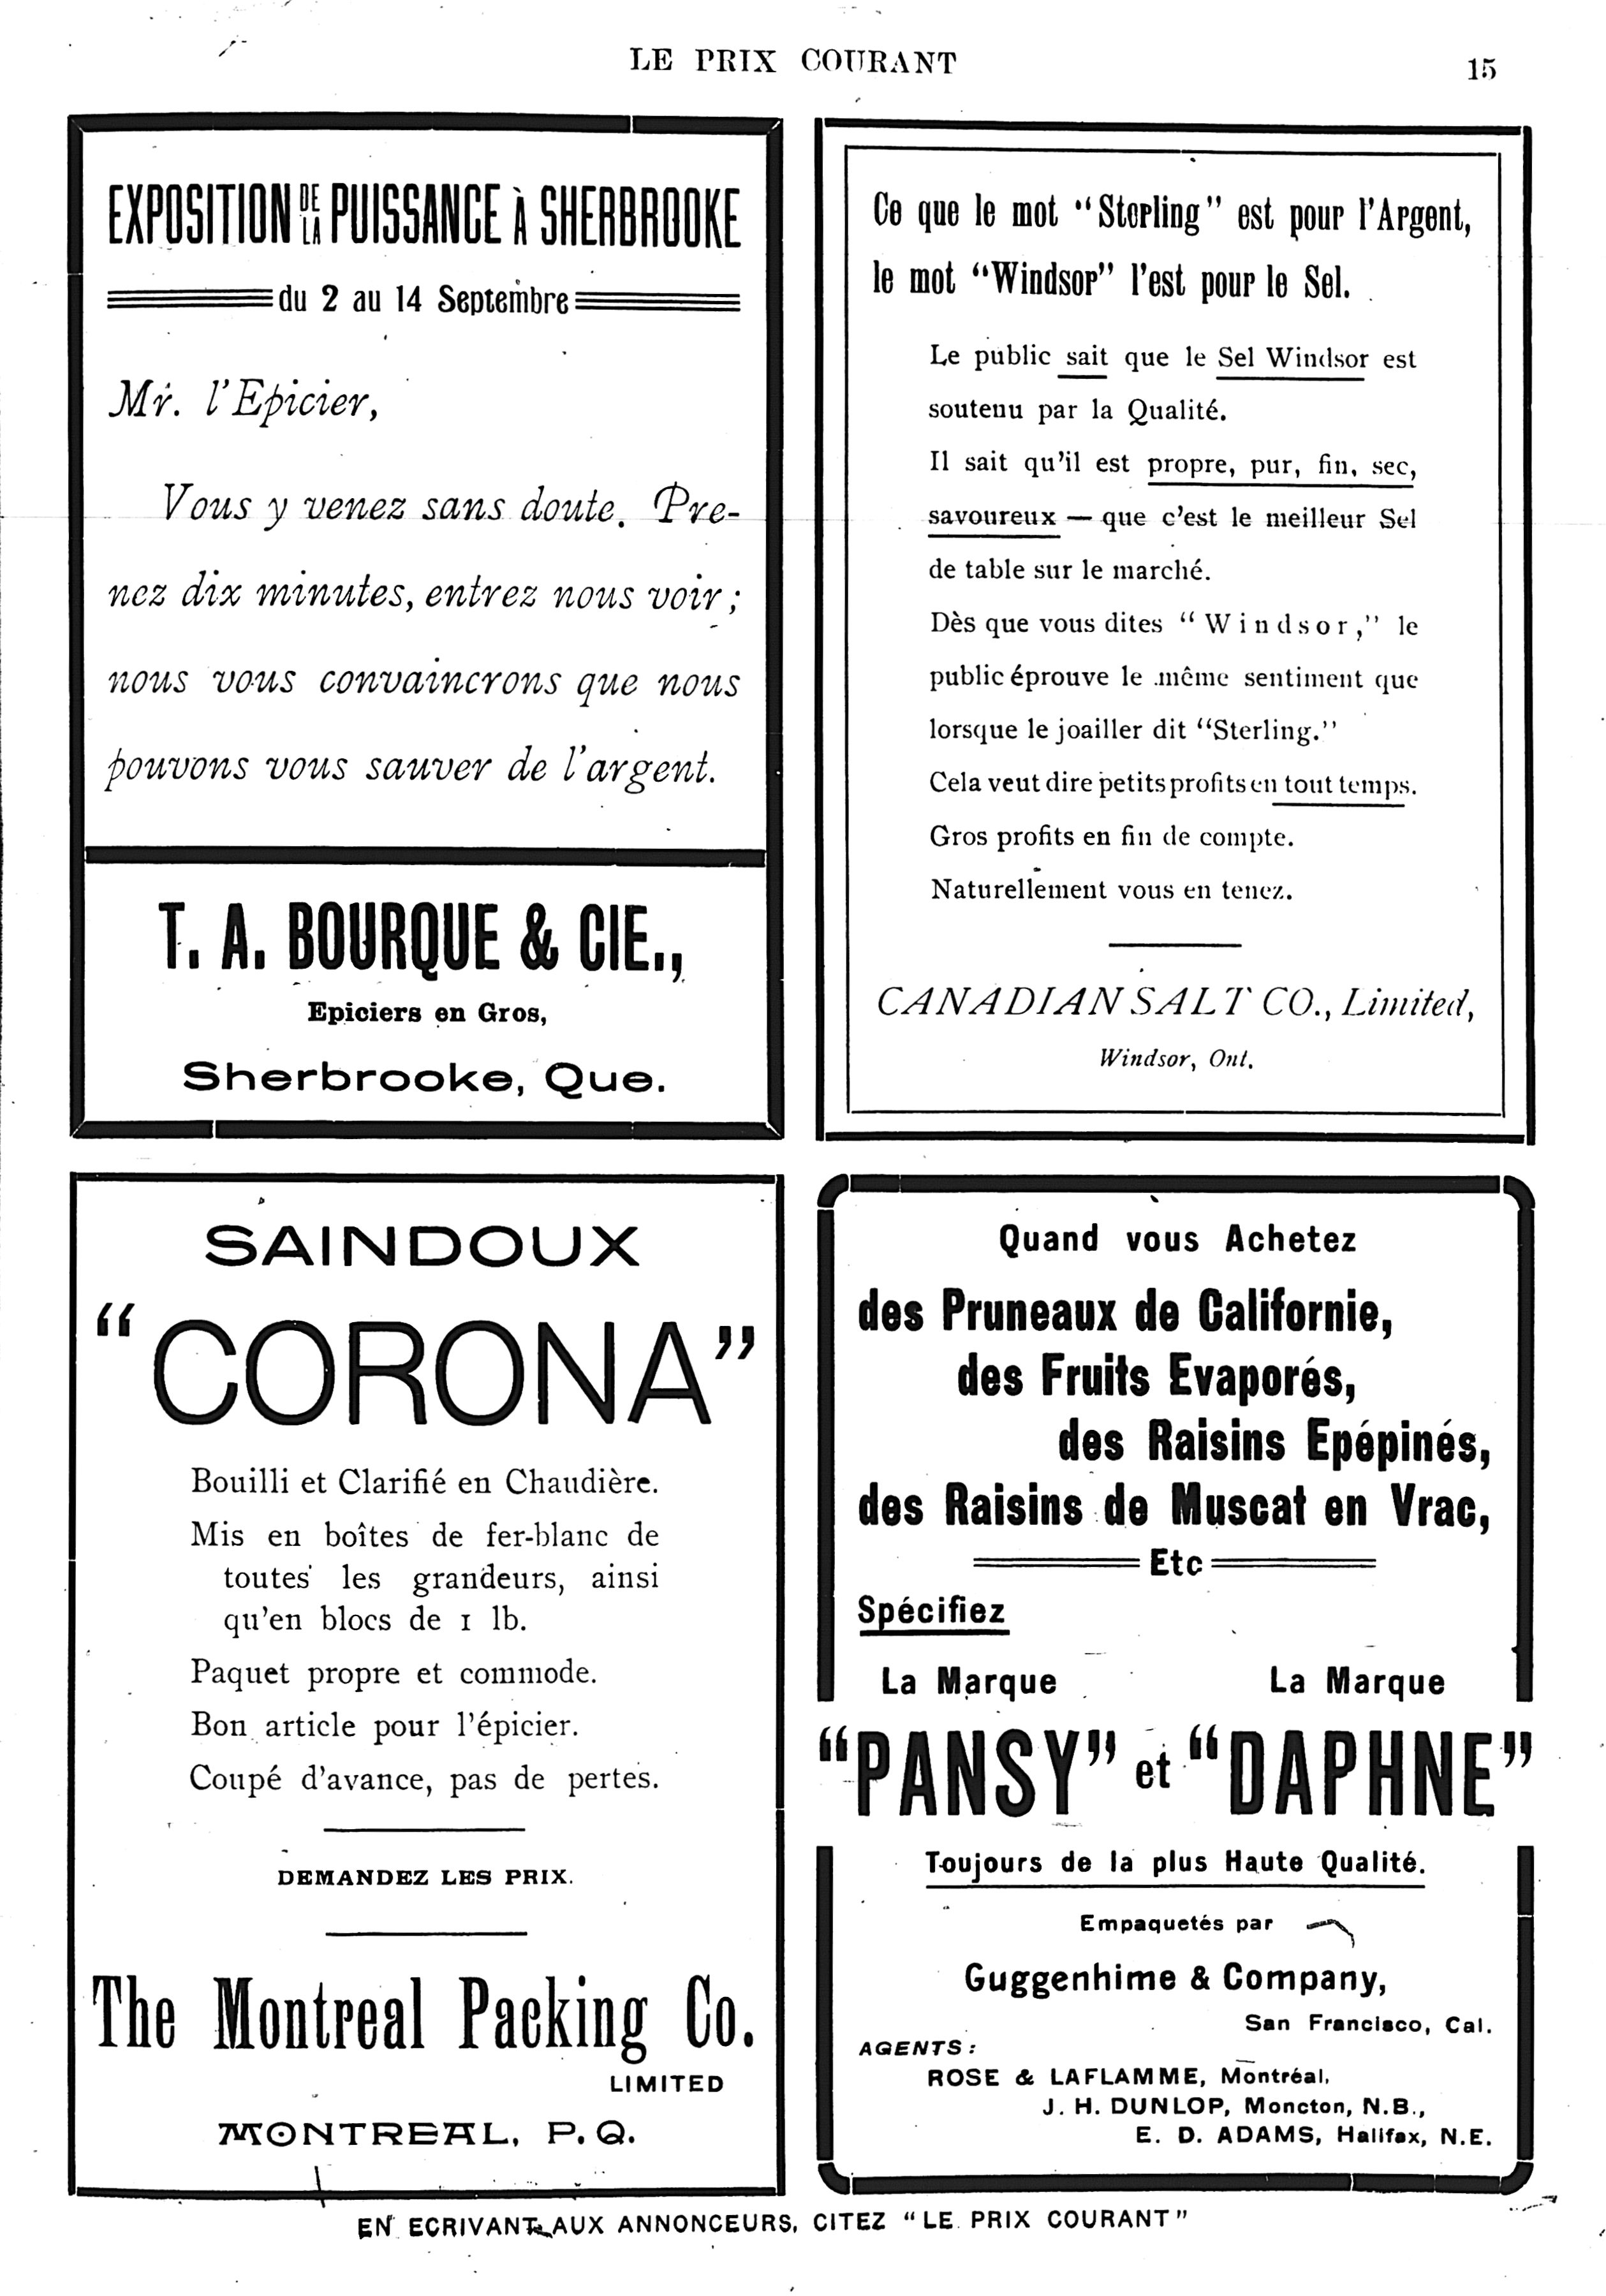 LE PRIX COURANT
15
EXPOSITION DE LA PUISSANCE À SHERBROOKE
du 2 au 14 Septembre
Mr. l'Epicier,
Vous y venez sans doute. Pre-
nez dix minutes, entrez nous voir ;
nous vous convaincrons que nous
pouvons vous sauver de l'argent.
T. A. BOURQUE & CIE.,
Epiciers en Gros,
Sherbrooke, Que.
Ce que le mot "Sterling" est pour l'Argent,
le mot "Windsor" l'est pour le Sel.
Le public sait que le Sel Windsor est
soutenu par la Qualité.
Il sait qu'il est propre, pur, fin, sec,
savoureux — que c'est le meilleur Sel
de table sur le marché.
Dès que vous dites "Windsor," le
public éprouve le même sentiment que
lorsque le joailler dit "Sterling."
Cela veut dire petits profits en tout temps.
Gros profits en fin de compte.
Naturellement vous en tenez.
CANADIAN SALT CO., Limited,
Windsor, Ont.
SAINDOUX
"CORONA"
Bouilli et Clarifié en Chaudière.
Mis en boîtes de fer-blanc de
toutes les grandeurs, ainsi
qu'en blocs de 1 lb.
Paquet propre et commode.
Bon article pour l'épicier.
Coupé d'avance, pas de pertes.
DEMANDEZ LES PRIX.
The Montreal Packing Co.
LIMITED
MONTREAL, P. Q.
Quand vous Achetez
des Pruneaux de Californie,
des Fruits Evaporés,
des Raisins Epépinés,
des Raisins de Muscat en Vrac,
Etc
Spécifiez
La Marque La Marque
"PANSY" et "DAPHNE"
Toujours de la plus Haute Qualité.
Empaquetés par
Guggenhime & Company,
San Francisco, Cal.
AGENTS :
ROSE & LAFLAMME, Montréal,
J. H. DUNLOP, Moncton, N.B.,
E. D. ADAMS, Halifax, N.E.
EN ECRIVANT AUX ANNONCEURS, CITEZ "LE PRIX COURANT"